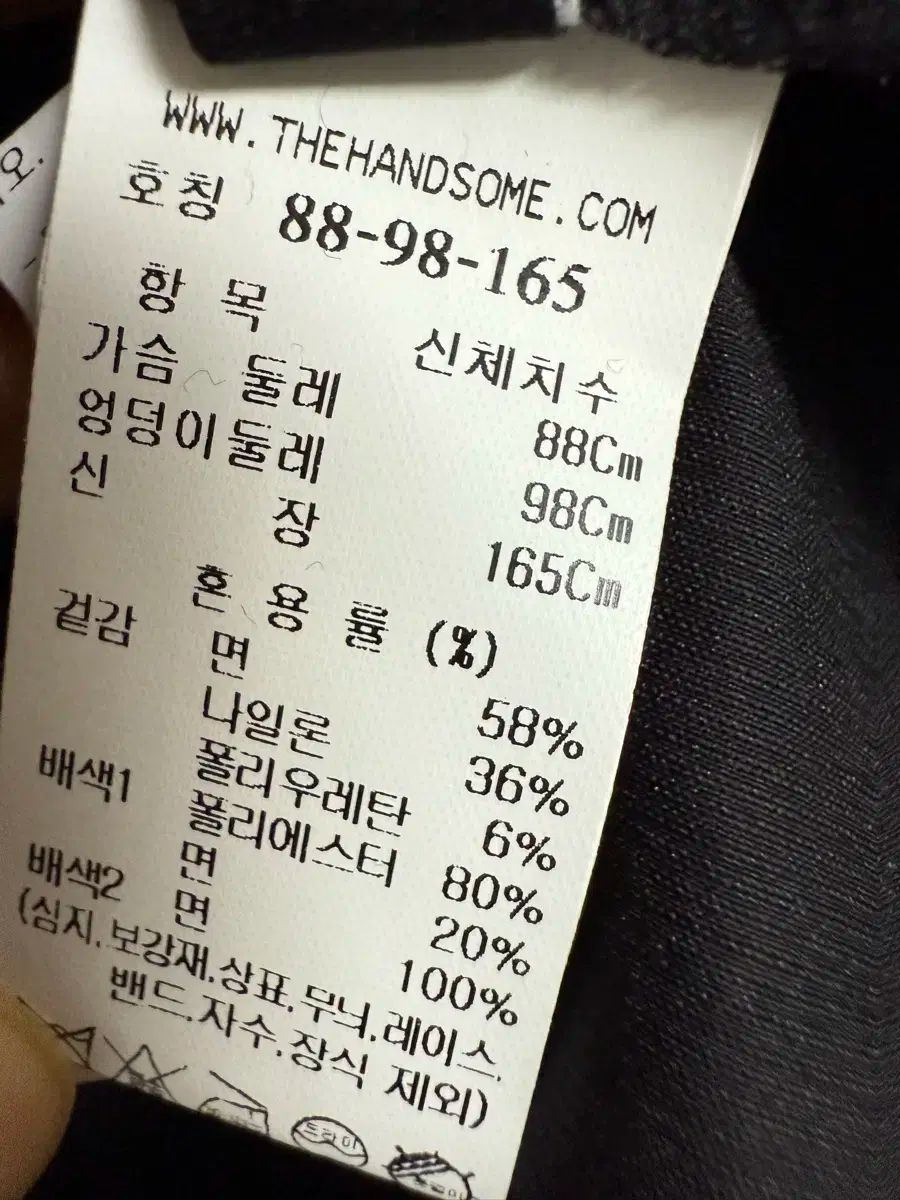 WWW.THEHANDSOME.COM
호칭 88-98-165
항 목 신체치수
가슴 둘레 88Cm
엉덩이둘레 98Cm
신 장 165Cm
혼 용 률 (%)
겉감 면 58%
나일론 36%
폴리우레탄 6%
배색1 폴리에스터 80%
면 20%
배색2 면 100%
(심지.보강재.상표.무늬.레이스.
밴드.자수.장식 제외)
드라이